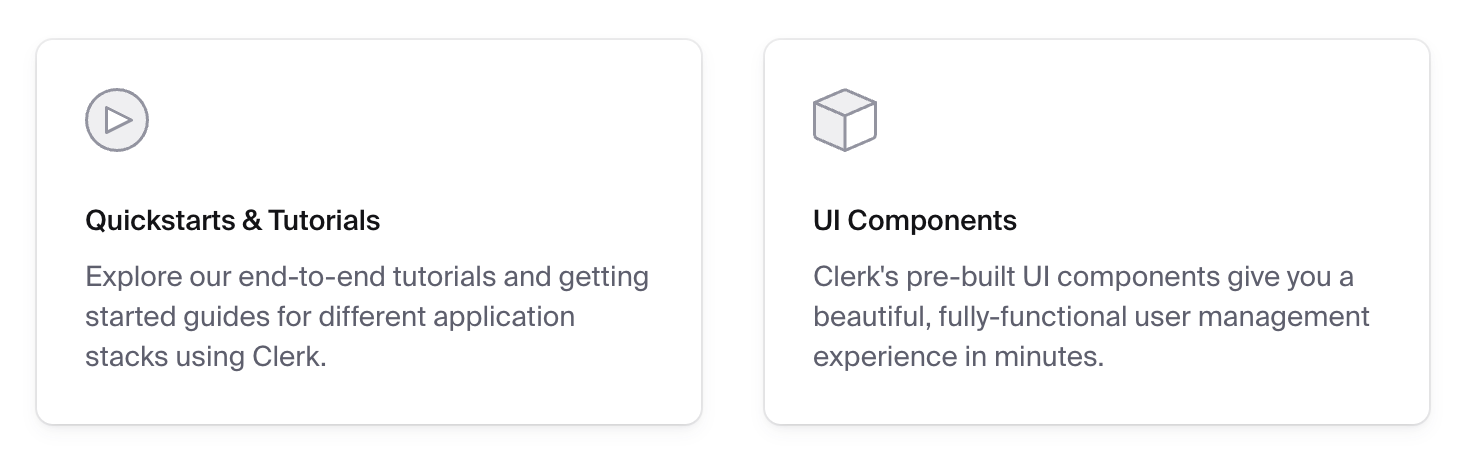 Quickstarts & Tutorials
Explore our end-to-end tutorials and getting
started guides for different application
stacks using Clerk.
UI Components
Clerk's pre-built UI components give you a
beautiful, fully-functional user management
experience in minutes.